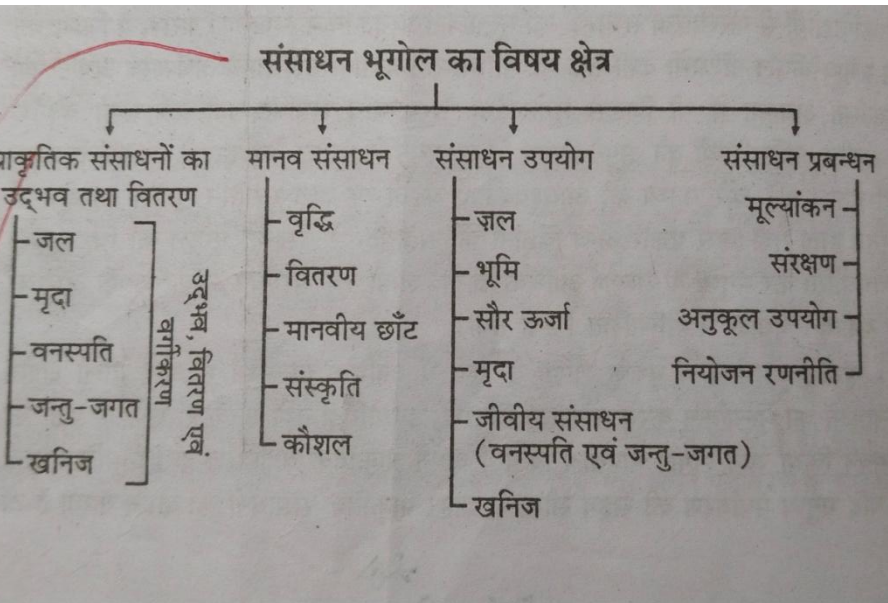 संसाधन भूगोल का विषय क्षेत्र
प्राकृतिक संसाधनों का
उद्भव तथा वितरण
जल
मृदा
वनस्पति
जन्तु-जगत
खनिज
उद्भव, वितरण एवं
वर्गीकरण
मानव संसाधन
वृद्धि
वितरण
मानवीय छाँट
संस्कृति
कौशल
संसाधन उपयोग
ज़ल
भूमि
सौर ऊर्जा
मृदा
जीवीय संसाधन
(वनस्पति एवं जन्तु-जगत)
खनिज
संसाधन प्रबन्धन
मूल्यांकन
संरक्षण
अनुकूल उपयोग
नियोजन रणनीति